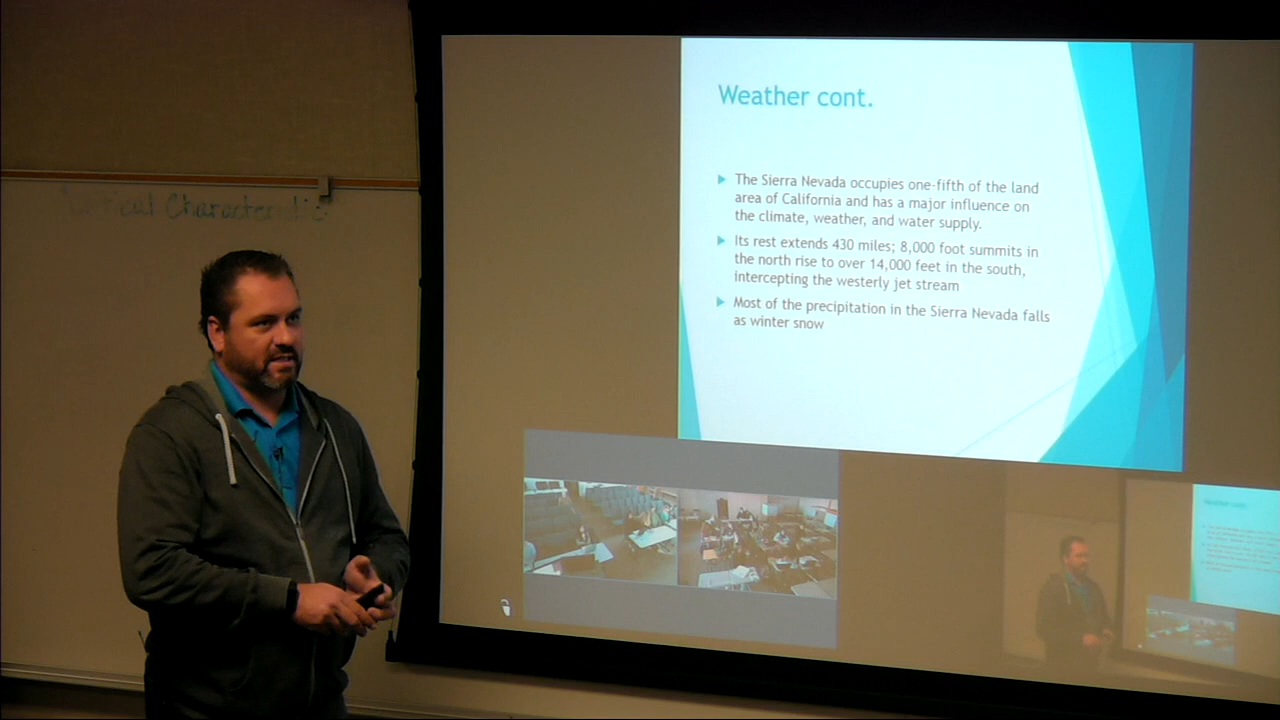 Critical Characteristic
Weather cont.
The Sierra Nevada occupies one-fifth of the land
area of California and has a major influence on
the climate, weather, and water supply.
Its rest extends 430 miles; 8,000 foot summits in
the north rise to over 14,000 feet in the south,
intercepting the westerly jet stream
Most of the precipitation in the Sierra Nevada falls
as winter snow
Weather cont.